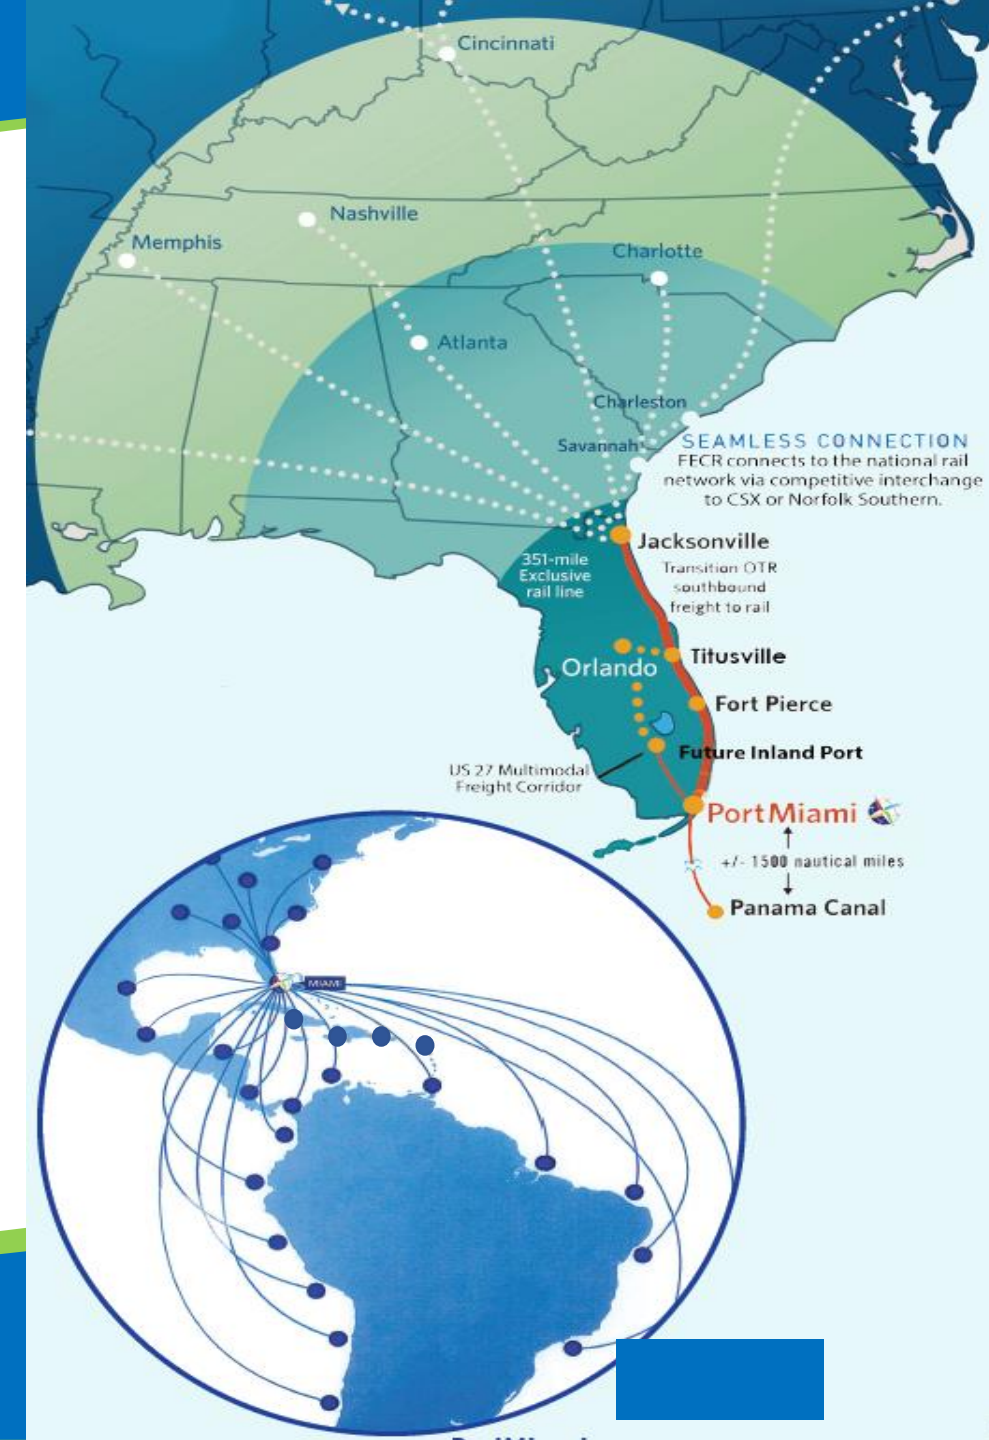 Cincinnati
Nashville
Memphis
Charlotte
Atlanta
Charleston
Savannah
SEAMLESS CONNECTION
FECR connects to the national rail
network via competitive interchange
to CSX or Norfolk Southern.
Jacksonville
351-mile
Exclusive
rail line
Transition OTR
southbound
freight to rail
Orlando
Titusville
Fort Pierce
Future Inland Port
US 27 Multimodal
Freight Corridor
PortMiami
+/- 1500 nautical miles
Panama Canal
MIAMI